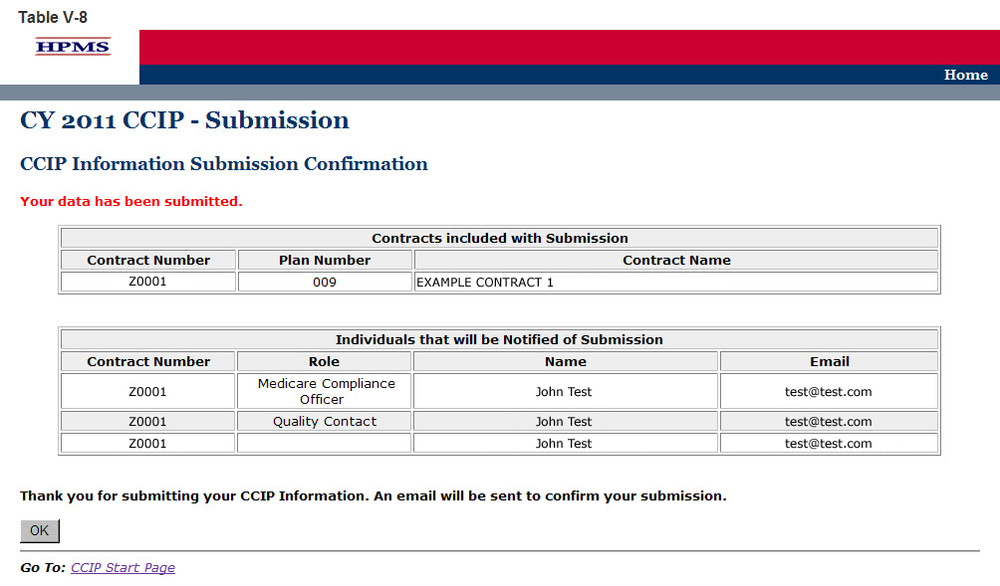 Table V-8
HPMS
Home
CY 2011 CCIP - Submission
CCIP Information Submission Confirmation
Your data has been submitted.
Contracts included with Submission
Contract Number Plan Number Contract Name
Z0001 009 EXAMPLE CONTRACT 1
Individuals that will be Notified of Submission
Contract Number Role Name Email
Z0001 Medicare Compliance Officer John Test test@test.com
Z0001 Quality Contact John Test test@test.com
Z0001 John Test test@test.com
Thank you for submitting your CCIP Information. An email will be sent to confirm your submission.
OK
Go To: CCIP Start Page